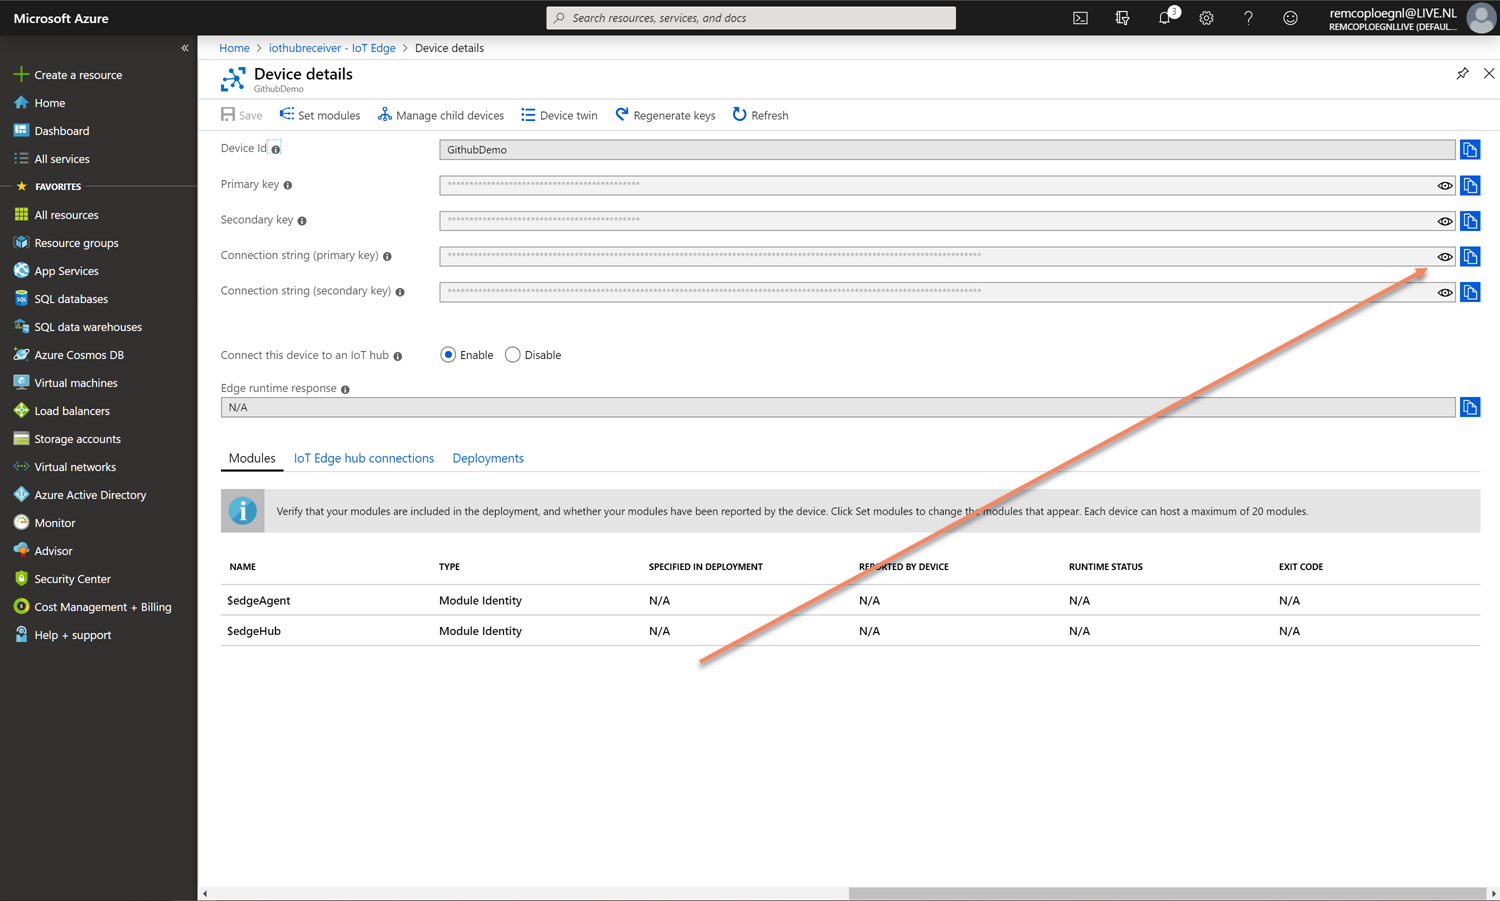 Microsoft Azure
Search resources, services, and docs
3
remcoploegnl@LIVE.NL
REMCOPLOEGNLLIVE (DEFAUL...
«
Home > iothubreceiver - IoT Edge > Device details
Create a resource
Home
Dashboard
All services
FAVORITES
All resources
Resource groups
App Services
SQL databases
SQL data warehouses
Azure Cosmos DB
Virtual machines
Load balancers
Storage accounts
Virtual networks
Azure Active Directory
Monitor
Advisor
Security Center
Cost Management + Billing
Help + support
Device details
GithubDemo
Save Set modules Manage child devices Device twin Regenerate keys Refresh
Device Id
GithubDemo
Primary key
Secondary key
Connection string (primary key)
Connection string (secondary key)
Connect this device to an IoT hub
Enable Disable
Edge runtime response
N/A
Modules IoT Edge hub connections Deployments
Verify that your modules are included in the deployment, and whether your modules have been reported by the device. Click Set modules to change the modules that appear. Each device can host a maximum of 20 modules.
NAME TYPE SPECIFIED IN DEPLOYMENT REPORTED BY DEVICE RUNTIME STATUS EXIT CODE
$edgeAgent Module Identity N/A N/A N/A N/A
$edgeHub Module Identity N/A N/A N/A N/A